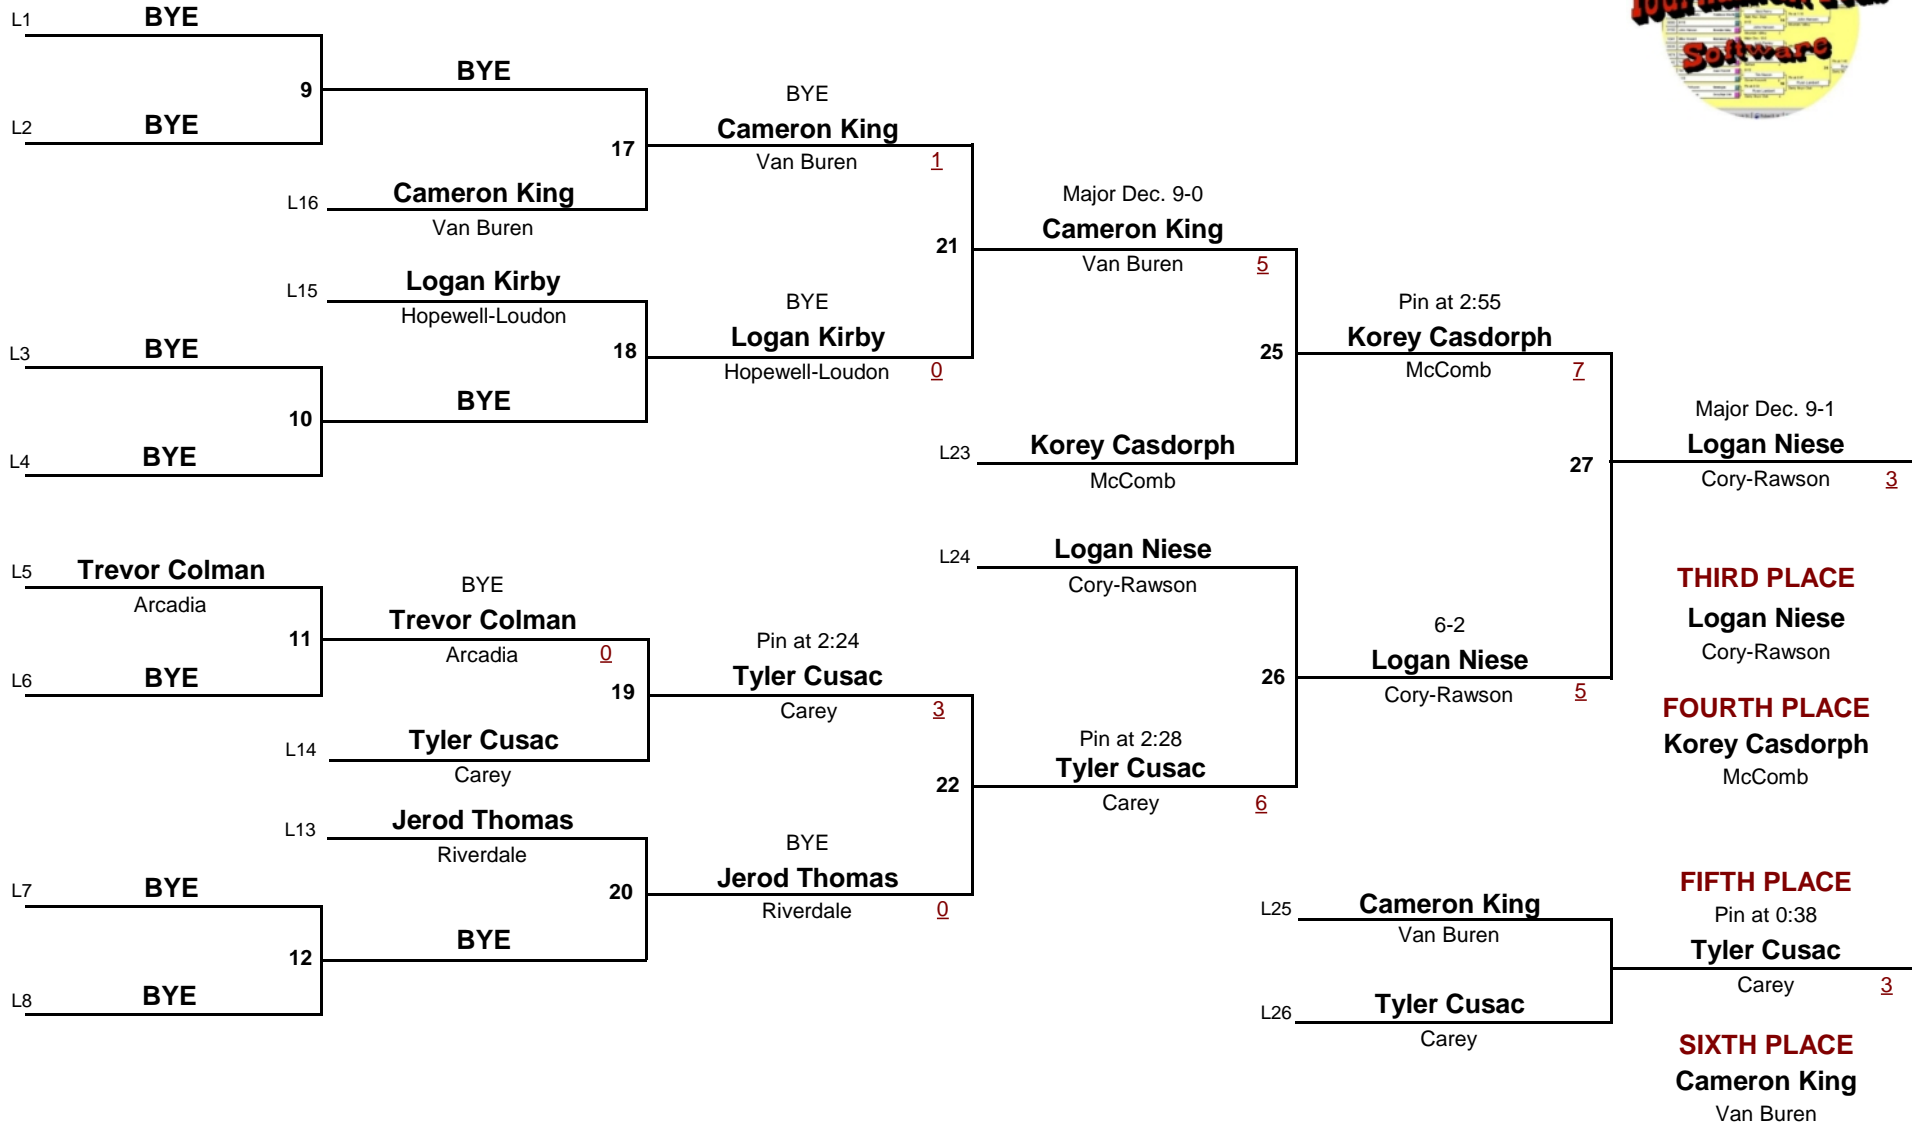 Tournament
Software
L1 BYE
9
L2 BYE
BYE
17
L16 Cameron King
Van Buren
BYE
Cameron King
Van Buren 1
21
L15 Logan Kirby
Hopewell-Loudon
18
BYE
Logan Kirby
Hopewell-Loudon 0
L3 BYE
10
L4 BYE
BYE
Major Dec. 9-0
Cameron King
Van Buren 5
25
L23 Korey Casdorph
McComb
Pin at 2:55
Korey Casdorph
McComb 7
27
Major Dec. 9-1
Logan Niese
Cory-Rawson 3
L5 Trevor Colman
Arcadia
11
L6 BYE
BYE
Trevor Colman
Arcadia 0
19
L14 Tyler Cusac
Carey
Pin at 2:24
Tyler Cusac
Carey 3
22
L13 Jerod Thomas
Riverdale
20
BYE
Jerod Thomas
Riverdale 0
L7 BYE
12
L8 BYE
BYE
L24 Logan Niese
Cory-Rawson
26
Pin at 2:28
Tyler Cusac
Carey 6
6-2
Logan Niese
Cory-Rawson 5
THIRD PLACE
Logan Niese
Cory-Rawson
FOURTH PLACE
Korey Casdorph
McComb
L25 Cameron King
Van Buren
L26 Tyler Cusac
Carey
FIFTH PLACE
Pin at 0:38
Tyler Cusac
Carey 3
SIXTH PLACE
Cameron King
Van Buren